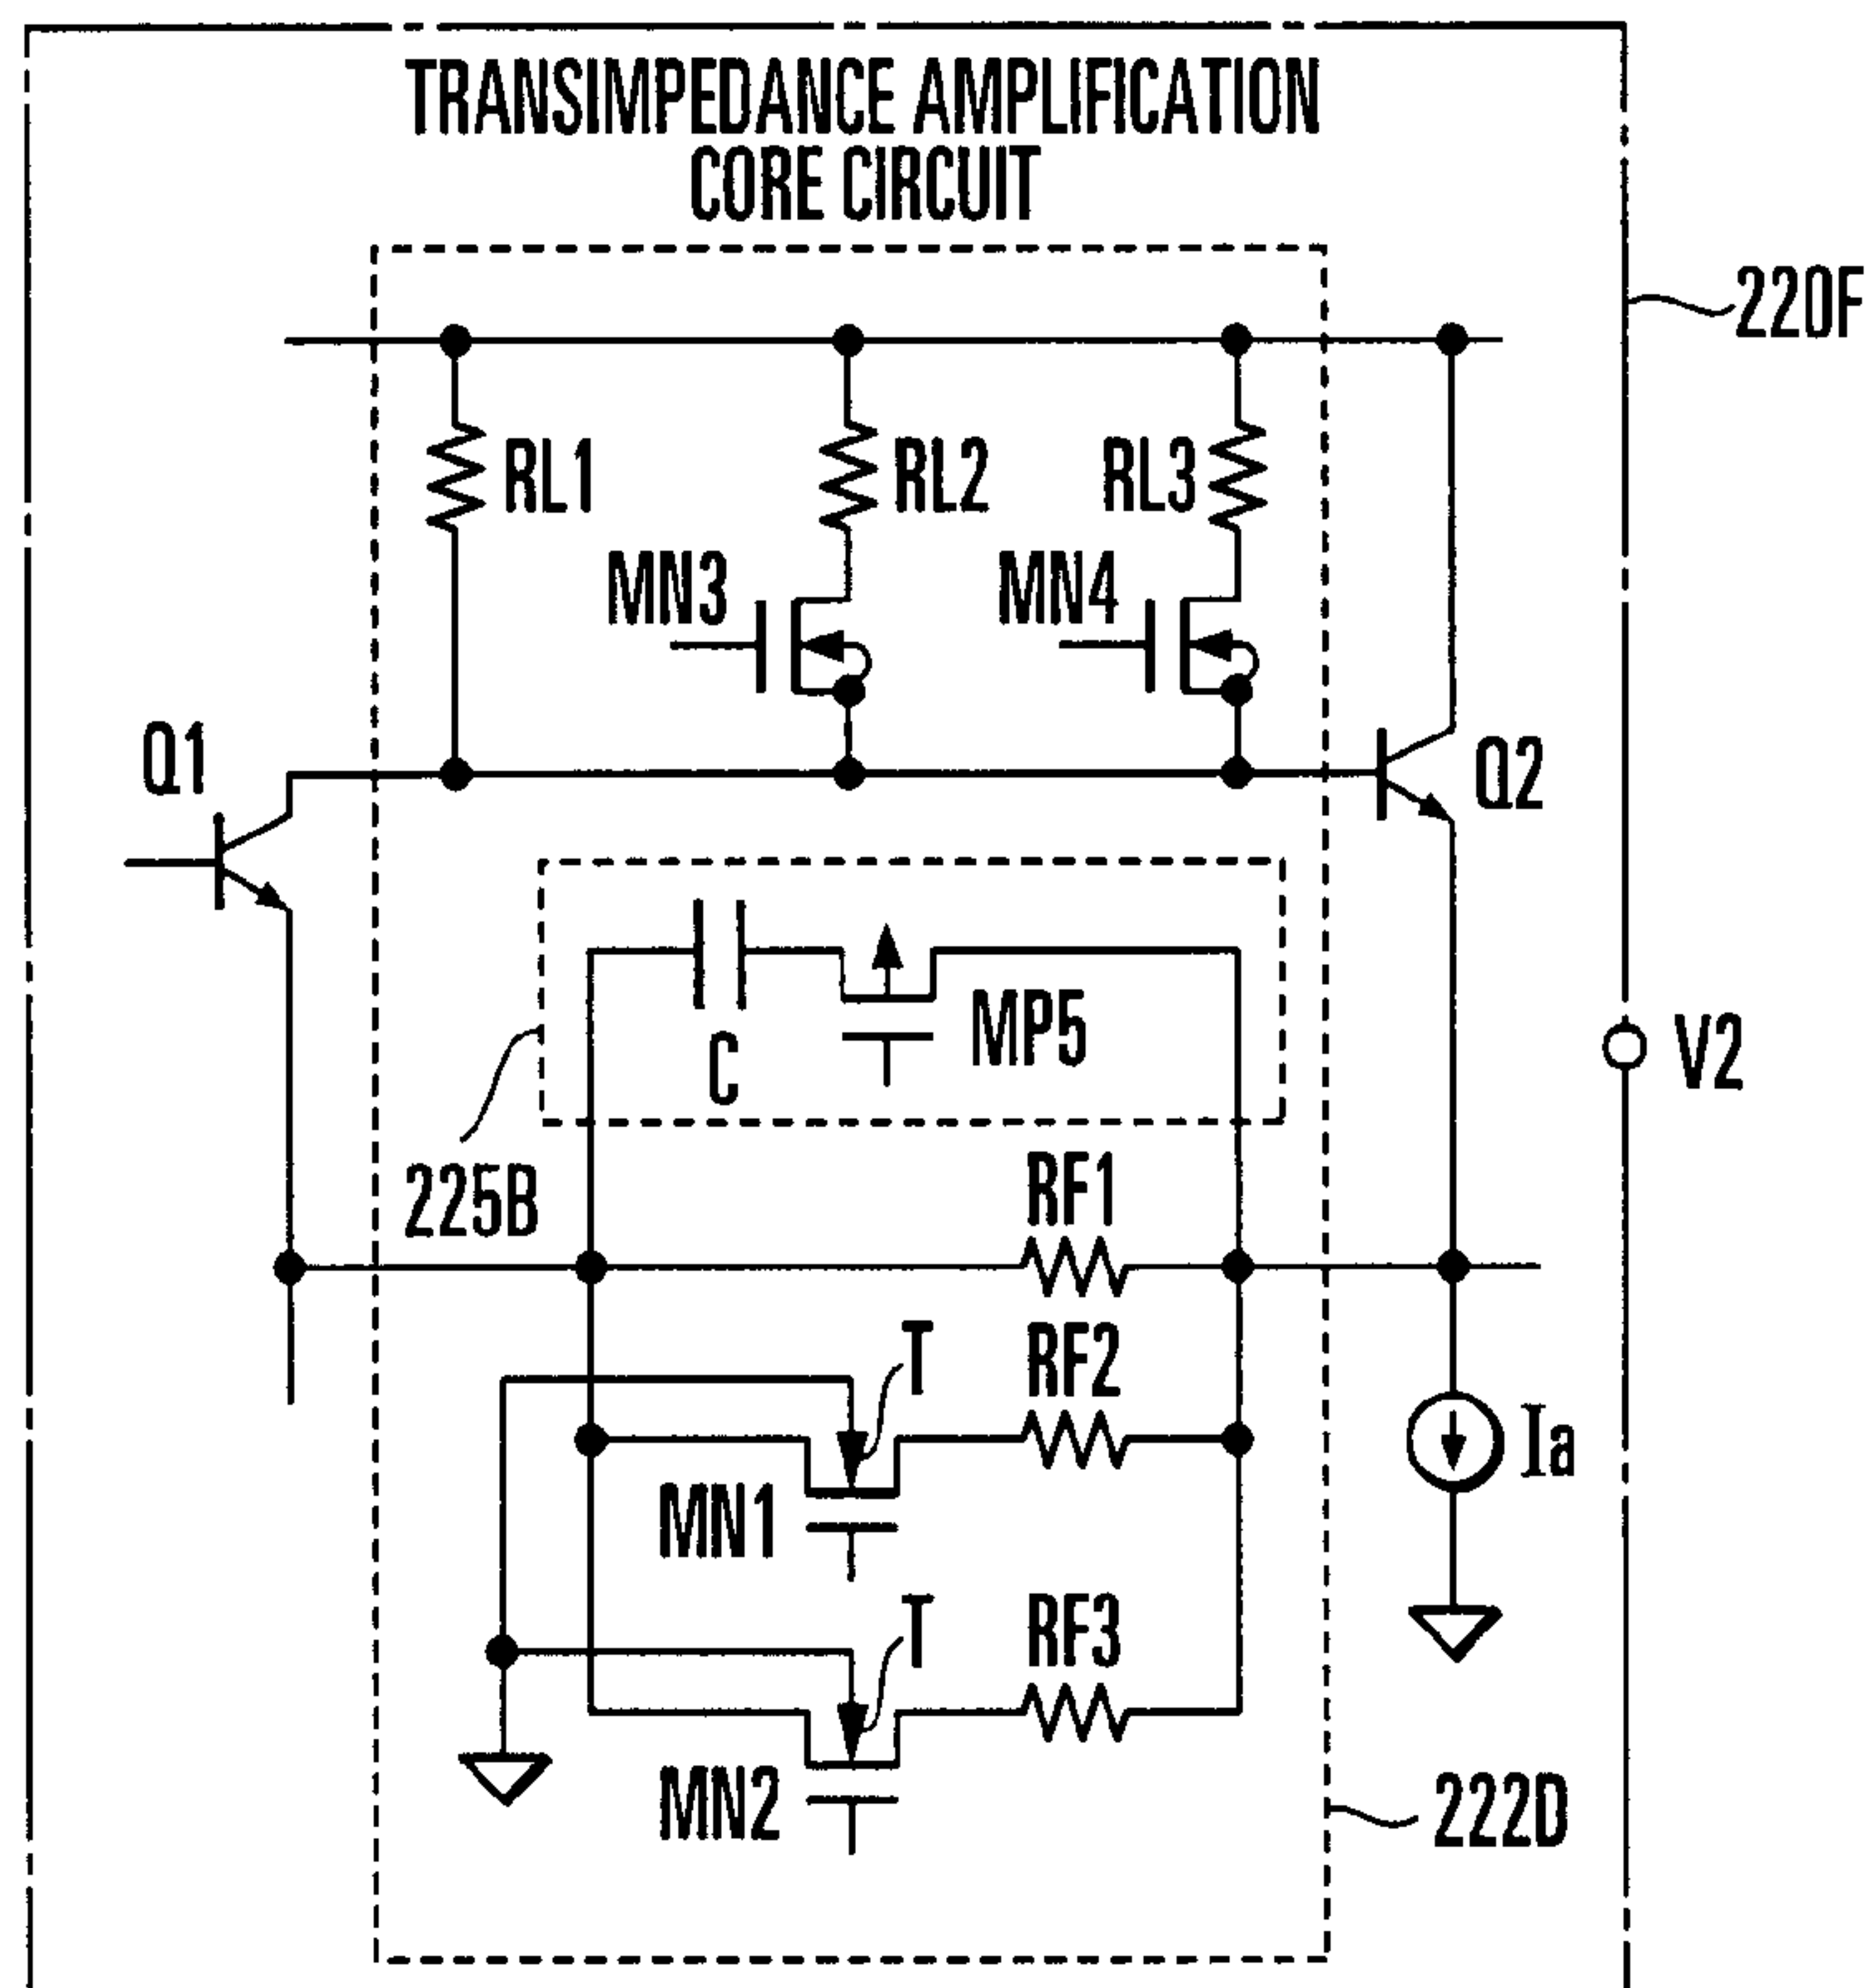 TRANSIMPEDANCE AMPLIFICATION
CORE CIRCUIT
220F
RL1
RL2
RL3
MN3
MN4
Q1
Q2
MP5
C
V2
225B
RF1
T
RF2
Ia
MN1
T
RF3
MN2
222D